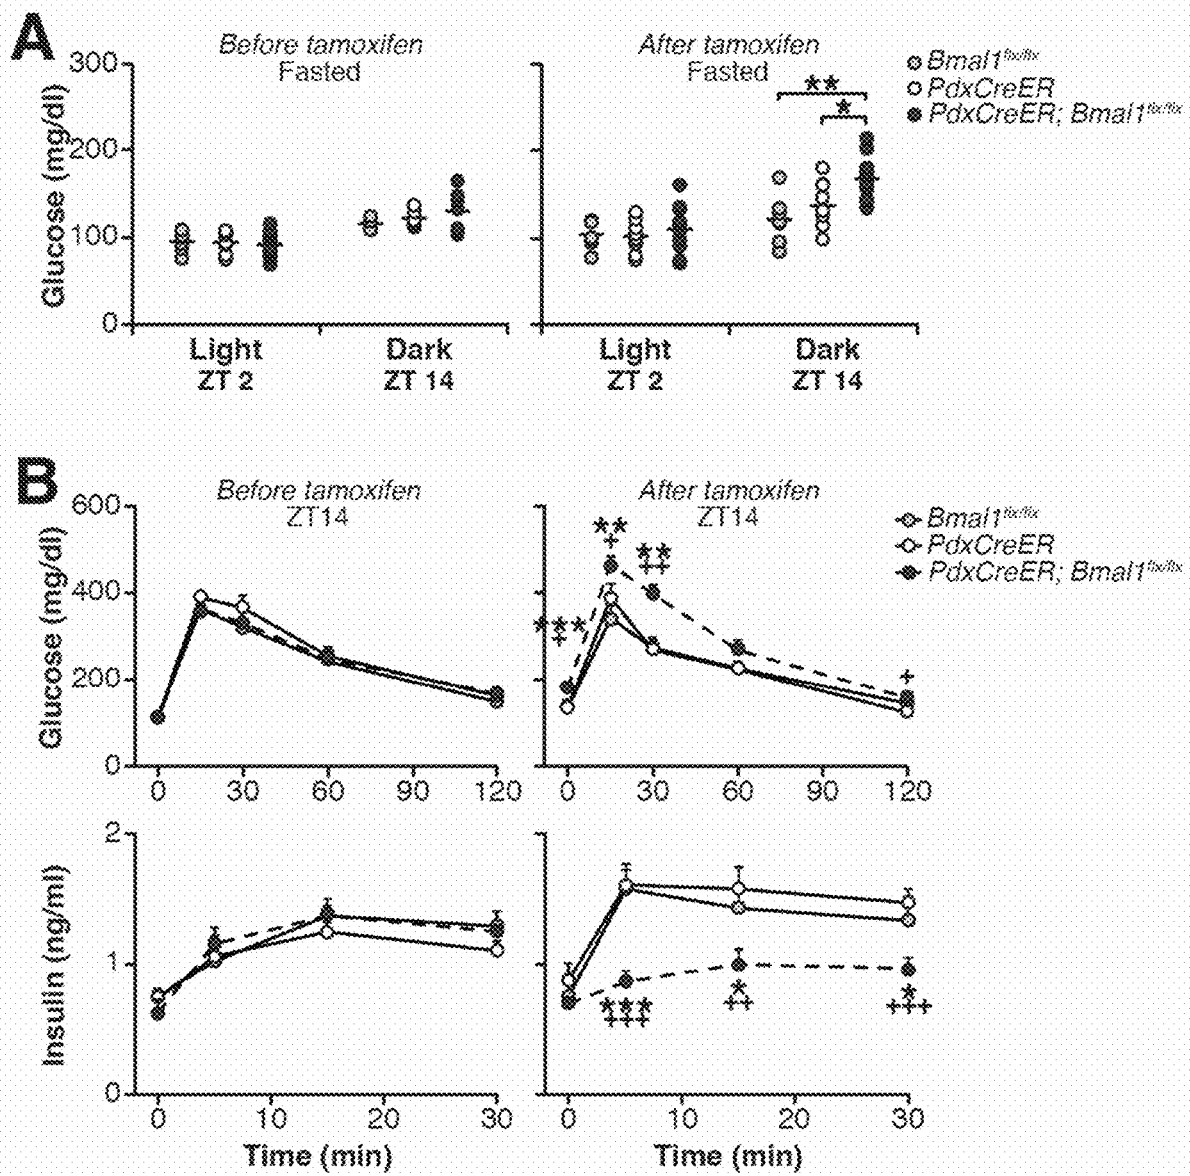 A
Before tamoxifen
Fasted
After tamoxifen
Fasted
Bmal1flx/flx
PdxCreER
PdxCreER; Bmal1flx/flx
Glucose (mg/dl)
300
200
100
0
**
*
Light
ZT 2
Dark
ZT 14
Light
ZT 2
Dark
ZT 14
B
Before tamoxifen
ZT14
After tamoxifen
ZT14
Bmal1flx/flx
PdxCreER
PdxCreER; Bmal1flx/flx
Glucose (mg/dl)
600
400
200
0
***
‡
**
+
**
‡‡
+
0 30 60 90 120
0 30 60 90 120
Insulin (ng/ml)
2
1
0
***
‡‡‡
*
++
*
+++
0 10 20 30
0 10 20 30
Time (min)
Time (min)